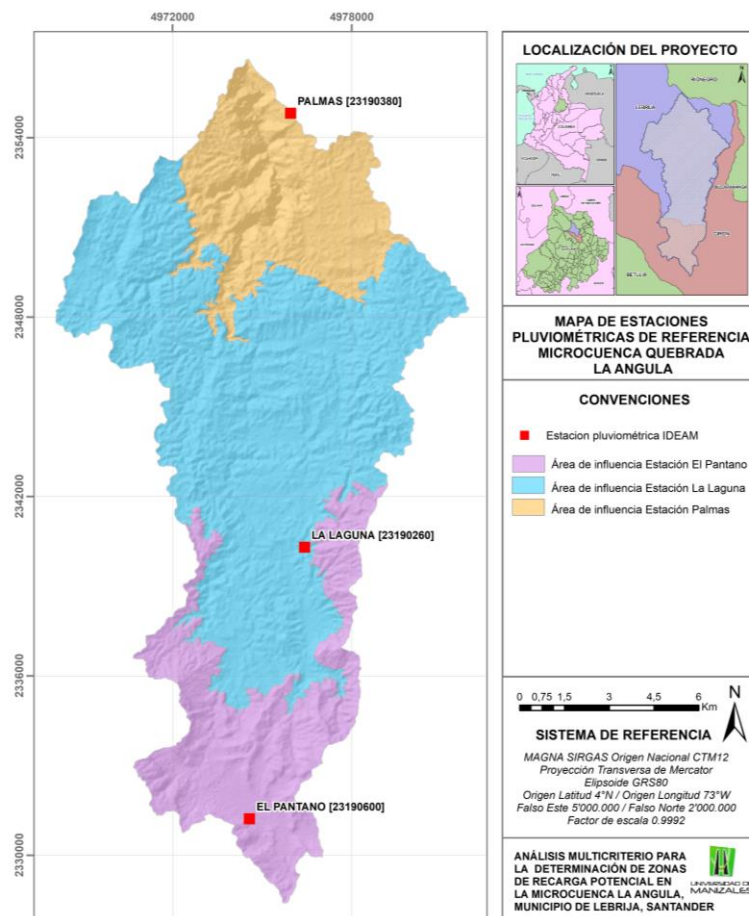 4972000
4978000
2354000
2348000
2342000
2336000
2330000
PALMAS [23190380]
LA LAGUNA [23190260]
EL PANTANO [23190600]
LOCALIZACIÓN DEL PROYECTO
RIONEGRO
LEBRIJA
GIRON
BETULIA
MAPA DE ESTACIONES
PLUVIOMÉTRICAS DE REFERENCIA
MICROCUENCA QUEBRADA
LA ANGULA
CONVENCIONES
Estacion pluviométrica IDEAM
Área de influencia Estación El Pantano
Área de influencia Estación La Laguna
Área de influencia Estación Palmas
0 0,75 1,5 3 4,5 6
Km
N
SISTEMA DE REFERENCIA
MAGNA SIRGAS Origen Nacional CTM12
Proyección Transversa de Mercator
Elipsoide GRS80
Origen Latitud 4°N / Origen Longitud 73°W
Falso Este 5'000.000 / Falso Norte 2'000.000
Factor de escala 0.9992
ANÁLISIS MULTICRITERIO PARA
LA DETERMINACIÓN DE ZONAS
DE RECARGA POTENCIAL EN
LA MICROCUENCA LA ANGULA,
MUNICIPIO DE LEBRIJA, SANTANDER
UNIVERSIDAD DE
MANIZALES